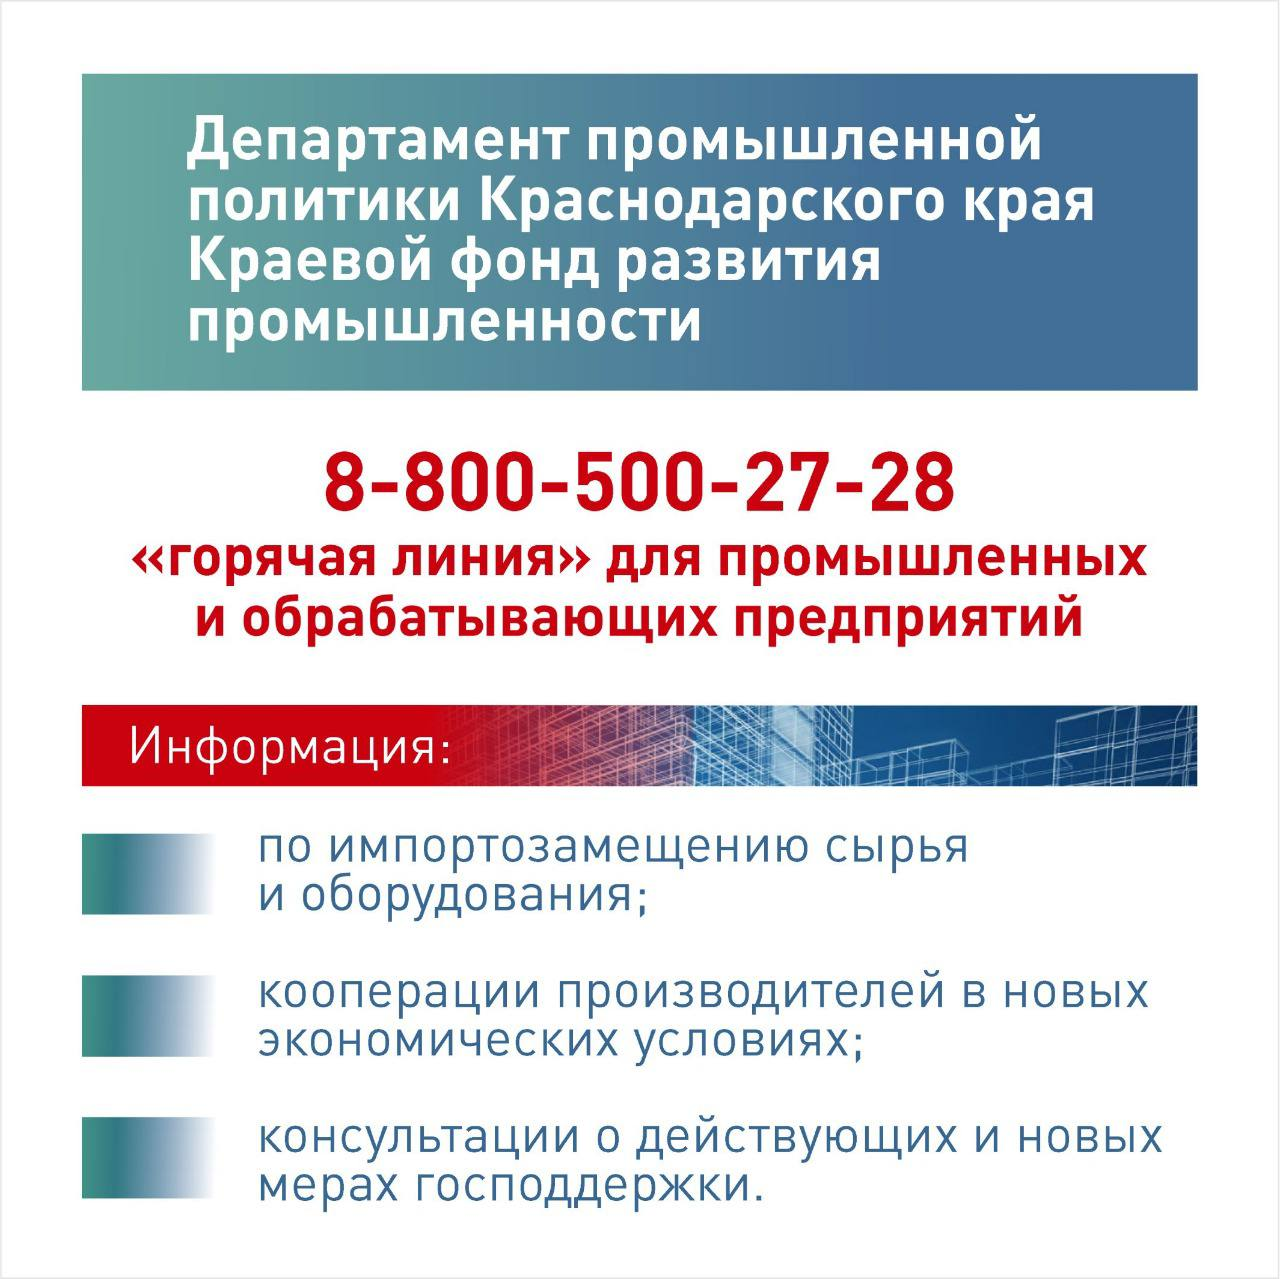 Департамент промышленной
политики Краснодарского края
Краевой фонд развития
промышленности
8-800-500-27-28
«горячая линия» для промышленных
и обрабатывающих предприятий
Информация:
по импортозамещению сырья
и оборудования;
кооперации производителей в новых
экономических условиях;
консультации о действующих и новых
мерах господдержки.